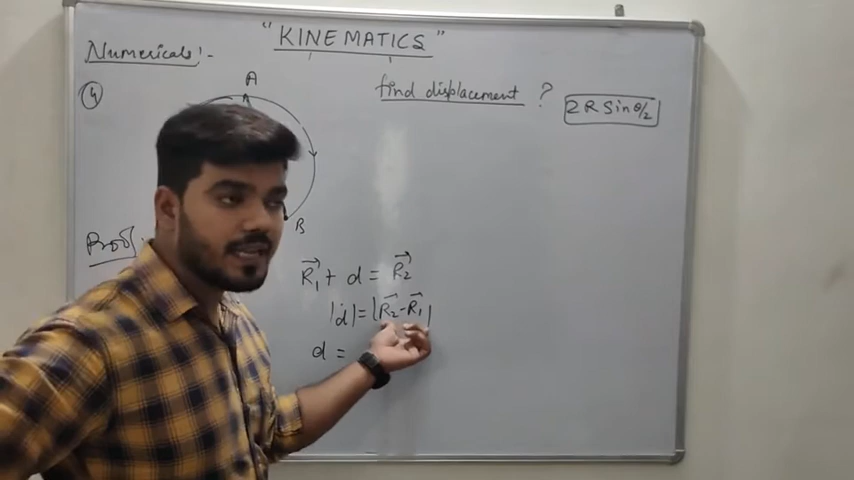 "KINEMATICS"
Numericals:-
4
A
find displacement ?
2R Sin θ/2
B
Proof:
R₁⃗ + d = R₂⃗
|d⃗| = |R₂⃗ - R₁⃗|
d =